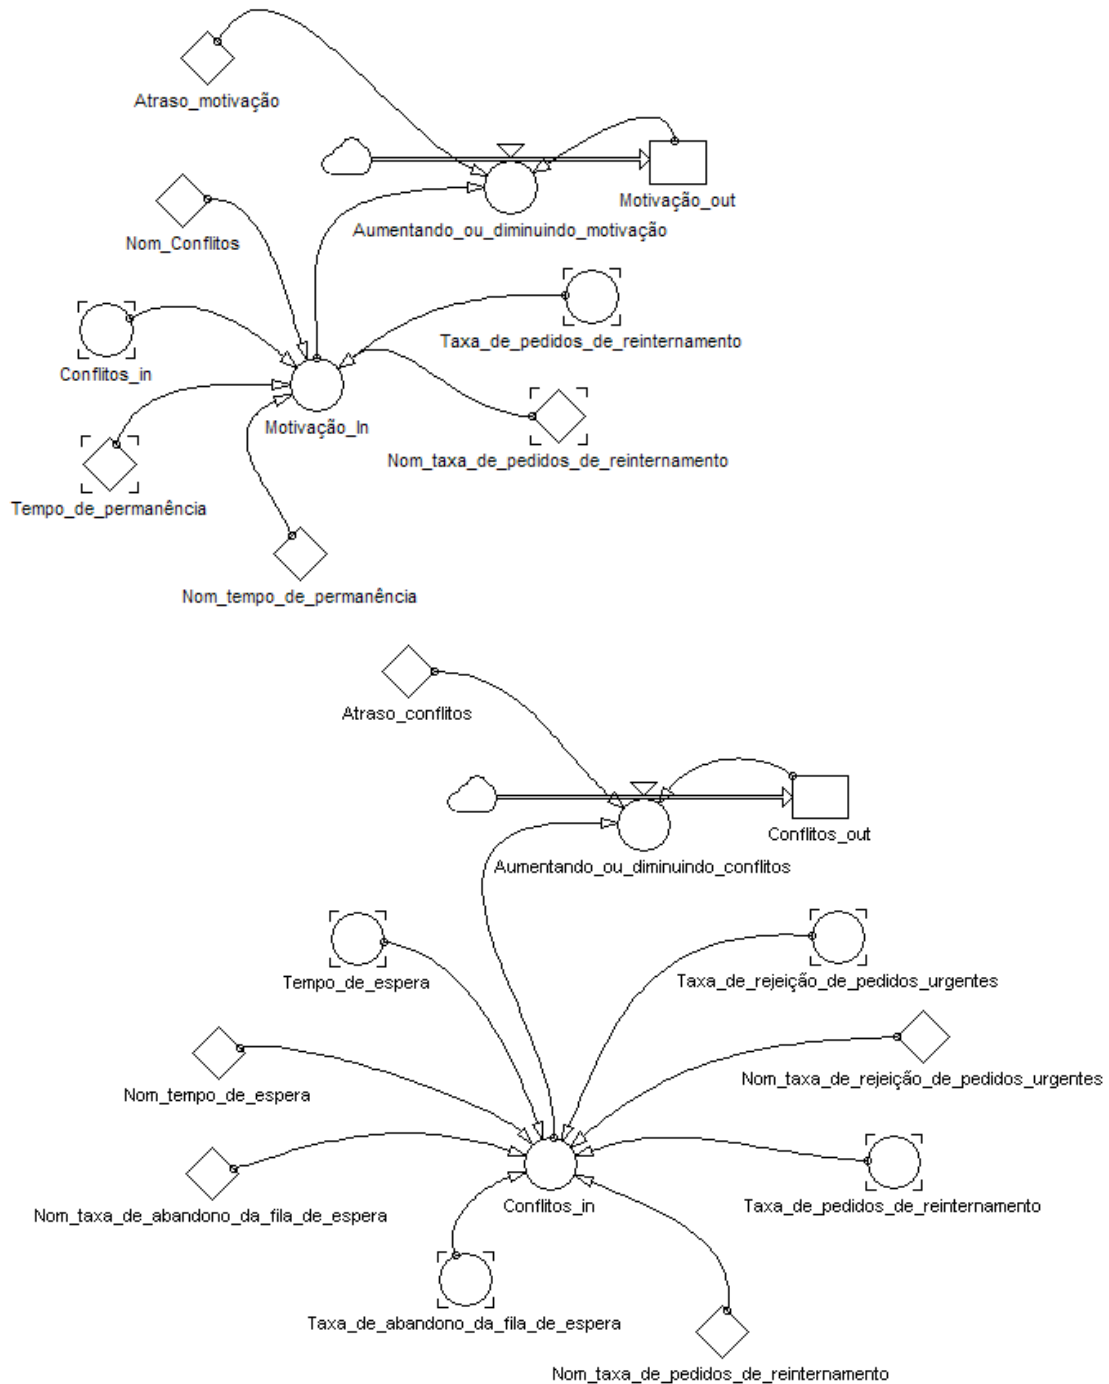 Atraso_motivação
Motivação_out
Aumentando_ou_diminuindo_motivação
Nom_Conflitos
Taxa_de_pedidos_de_reinternamento
Conflitos_in
Motivação_In
Nom_taxa_de_pedidos_de_reinternamento
Tempo_de_permanência
Nom_tempo_de_permanência
Atraso_conflitos
Conflitos_out
Aumentando_ou_diminuindo_conflitos
Tempo_de_espera
Taxa_de_rejeição_de_pedidos_urgentes
Nom_tempo_de_espera
Nom_taxa_de_rejeição_de_pedidos_urgentes
Nom_taxa_de_abandono_da_fila_de_espera
Conflitos_in
Taxa_de_pedidos_de_reinternamento
Taxa_de_abandono_da_fila_de_espera
Nom_taxa_de_pedidos_de_reinternamento